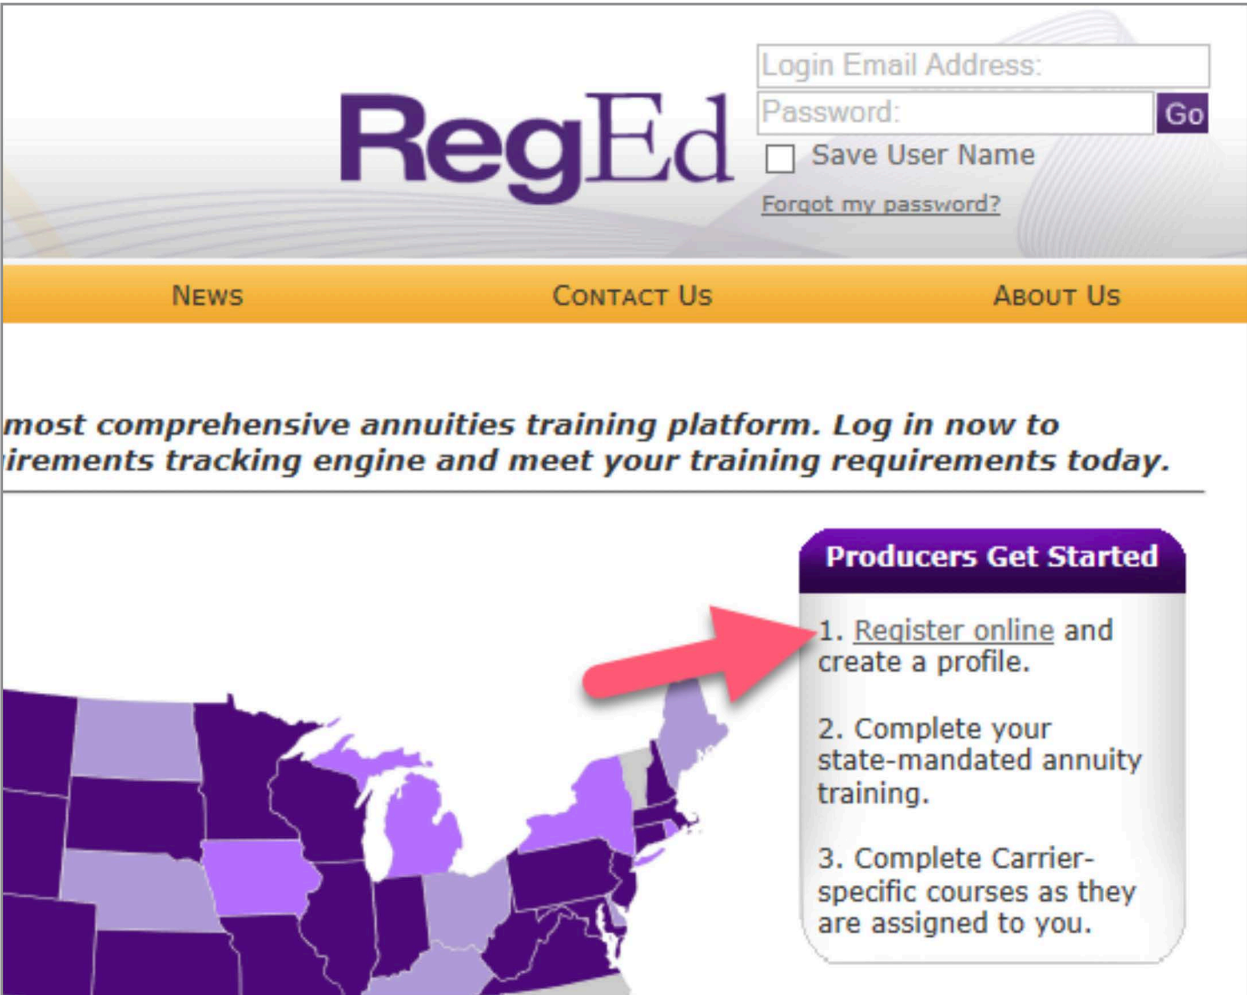 RegEd
Login Email Address:
Password:
Go
Save User Name
Forgot my password?
NEWS
CONTACT US
ABOUT US
most comprehensive annuities training platform. Log in now to
irements tracking engine and meet your training requirements today.
Producers Get Started
1. Register online and
create a profile.
2. Complete your
state-mandated annuity
training.
3. Complete Carrier-
specific courses as they
are assigned to you.